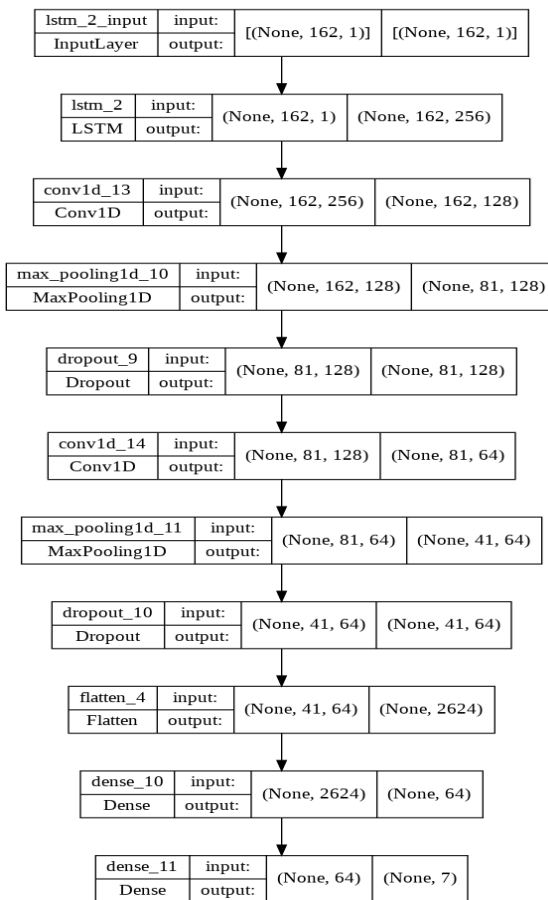 lstm_2_input input: [(None, 162, 1)] [(None, 162, 1)]
InputLayer output:
lstm_2 input: (None, 162, 1) (None, 162, 256)
LSTM output:
conv1d_13 input: (None, 162, 256) (None, 162, 128)
Conv1D output:
max_pooling1d_10 input: (None, 162, 128) (None, 81, 128)
MaxPooling1D output:
dropout_9 input: (None, 81, 128) (None, 81, 128)
Dropout output:
conv1d_14 input: (None, 81, 128) (None, 81, 64)
Conv1D output:
max_pooling1d_11 input: (None, 81, 64) (None, 41, 64)
MaxPooling1D output:
dropout_10 input: (None, 41, 64) (None, 41, 64)
Dropout output:
flatten_4 input: (None, 41, 64) (None, 2624)
Flatten output:
dense_10 input: (None, 2624) (None, 64)
Dense output:
dense_11 input: (None, 64) (None, 7)
Dense output: